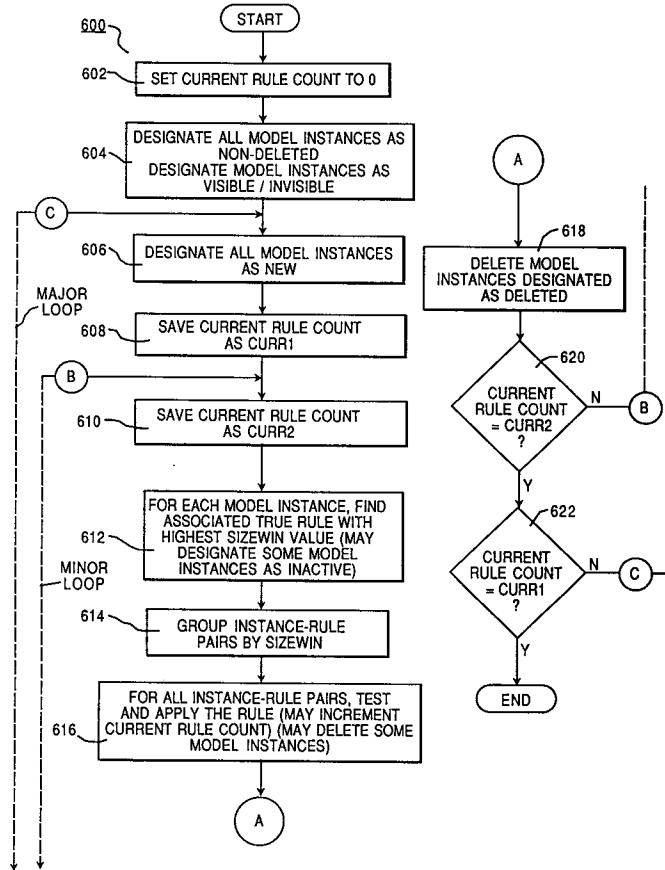 START
600
602
SET CURRENT RULE COUNT TO 0
604
DESIGNATE ALL MODEL INSTANCES AS
NON-DELETED
DESIGNATE MODEL INSTANCES AS
VISIBLE / INVISIBLE
C
606
DESIGNATE ALL MODEL INSTANCES
AS NEW
MAJOR
LOOP
608
SAVE CURRENT RULE COUNT
AS CURR1
B
610
SAVE CURRENT RULE COUNT
AS CURR2
612
FOR EACH MODEL INSTANCE, FIND
ASSOCIATED TRUE RULE WITH
HIGHEST SIZEWIN VALUE (MAY
DESIGNATE SOME MODEL
INSTANCES AS INACTIVE)
MINOR
LOOP
614
GROUP INSTANCE-RULE
PAIRS BY SIZEWIN
616
FOR ALL INSTANCE-RULE PAIRS, TEST
AND APPLY THE RULE (MAY INCREMENT
CURRENT RULE COUNT) (MAY DELETE SOME
MODEL INSTANCES)
A
A
618
DELETE MODEL
INSTANCES DESIGNATED
AS DELETED
620
CURRENT
RULE COUNT
= CURR2
?
N
B
Y
622
CURRENT
RULE COUNT
= CURR1
?
N
C
Y
END